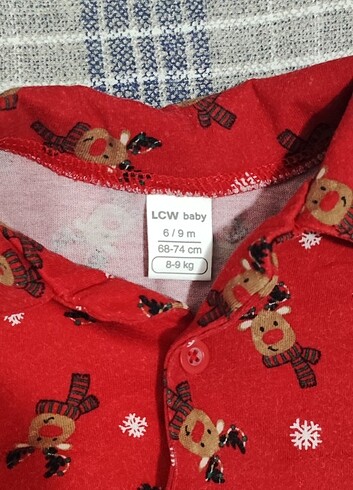 LCW baby
6 / 9 m
68-74 cm
8-9 kg